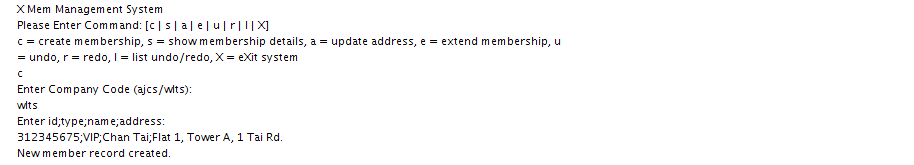 X Mem Management System
Please Enter Command: [c | s | a | e | u | r | l | X]
c = create membership, s = show membership details, a = update address, e = extend membership, u
= undo, r = redo, l = list undo/redo, X = eXit system
c
Enter Company Code (ajcs/wlts):
wlts
Enter id;type;name;address:
312345675;VIP;Chan Tai;Flat 1, Tower A, 1 Tai Rd.
New member record created.